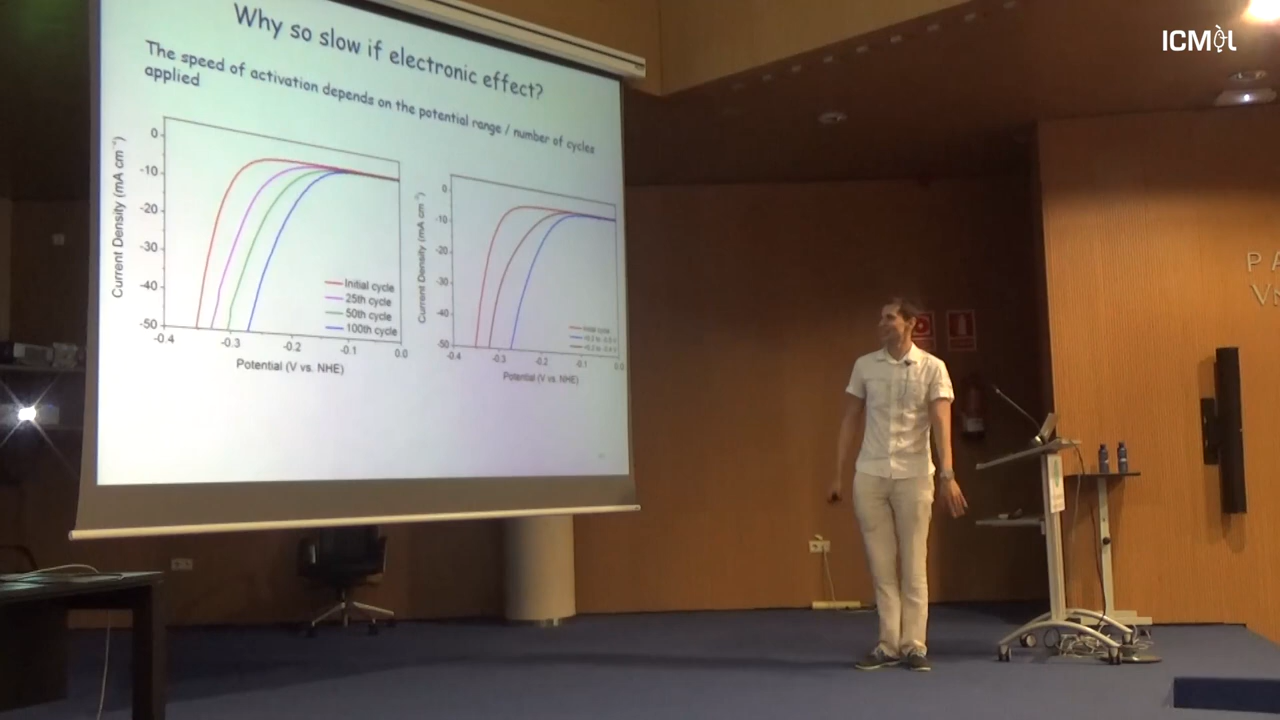 ICMOL
Why so slow if electronic effect?
The speed of activation depends on the potential range / number of cycles
applied
Current Density (mA cm⁻²)
0
-10
-20
-30
-40
-50
-0.4
-0.3
-0.2
-0.1
0.0
Potential (V vs. NHE)
Initial cycle
25th cycle
50th cycle
100th cycle
Current Density (mA cm⁻²)
0
-10
-20
-30
-40
-50
-0.4
-0.3
-0.2
-0.1
0.0
Potential (V vs. NHE)
Initial cycle